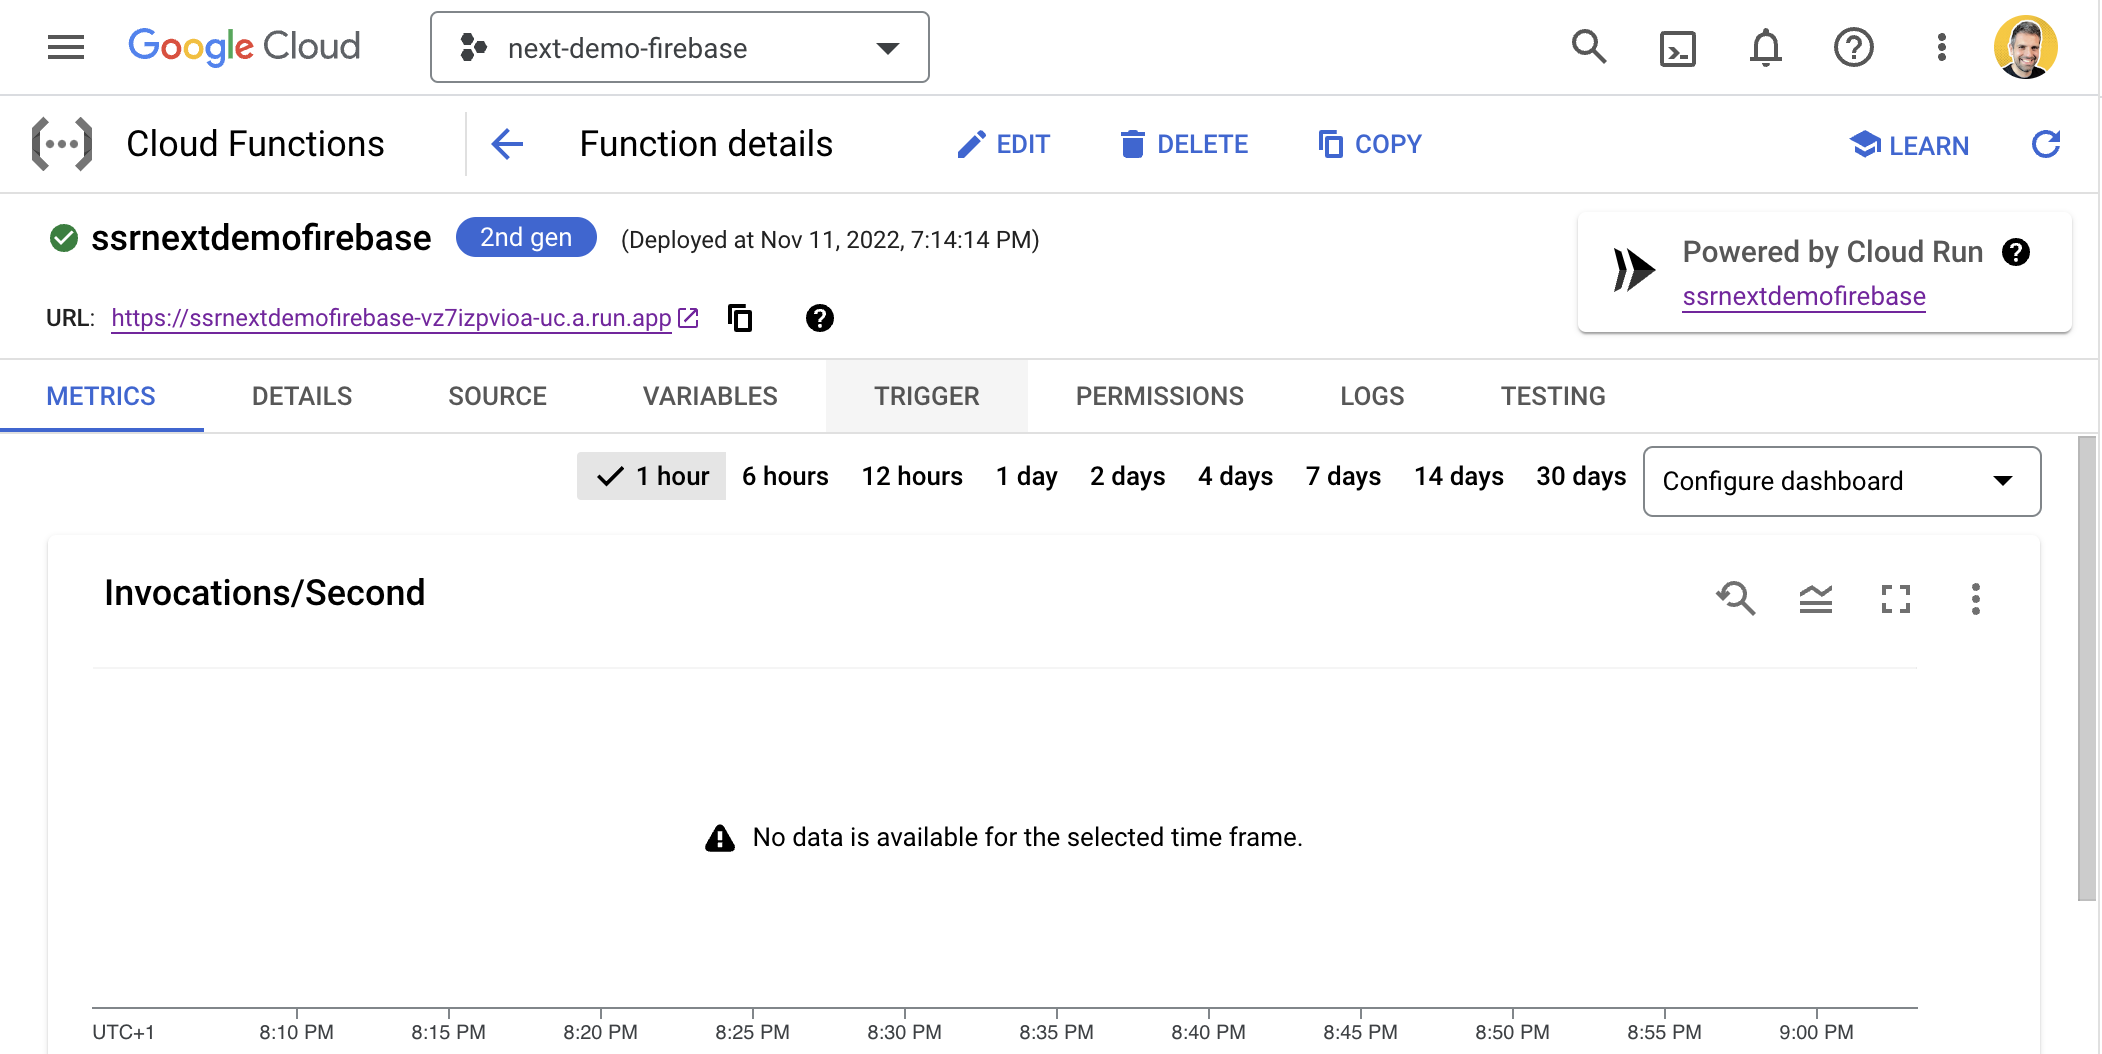 Google Cloud next-demo-firebase
Cloud Functions Function details EDIT DELETE COPY LEARN
ssrnextdemofirebase 2nd gen (Deployed at Nov 11, 2022, 7:14:14 PM)
Powered by Cloud Run
ssrnextdemofirebase
URL: https://ssrnextdemofirebase-vz7izpvioa-uc.a.run.app
METRICS DETAILS SOURCE VARIABLES TRIGGER PERMISSIONS LOGS TESTING
1 hour 6 hours 12 hours 1 day 2 days 4 days 7 days 14 days 30 days Configure dashboard
Invocations/Second
No data is available for the selected time frame.
UTC+1 8:10 PM 8:15 PM 8:20 PM 8:25 PM 8:30 PM 8:35 PM 8:40 PM 8:45 PM 8:50 PM 8:55 PM 9:00 PM